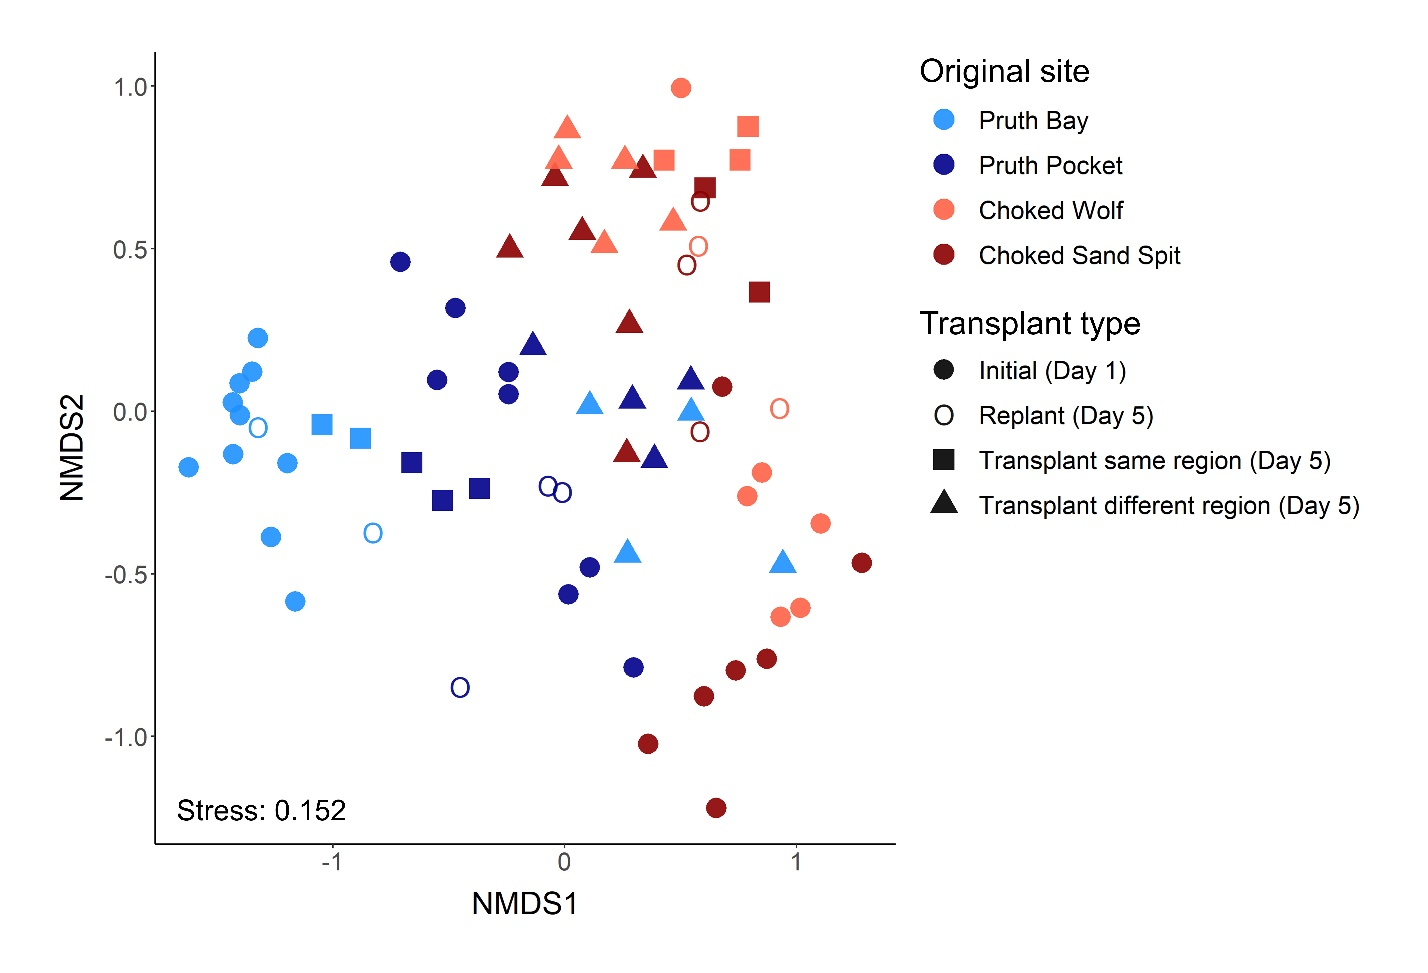 Original site
Pruth Bay
Pruth Pocket
Choked Wolf
Choked Sand Spit
Transplant type
Initial (Day 1)
Replant (Day 5)
Transplant same region (Day 5)
Transplant different region (Day 5)
1.0
0.5
0.0
-0.5
-1.0
NMDS2
Stress: 0.152
-1
0
1
NMDS1